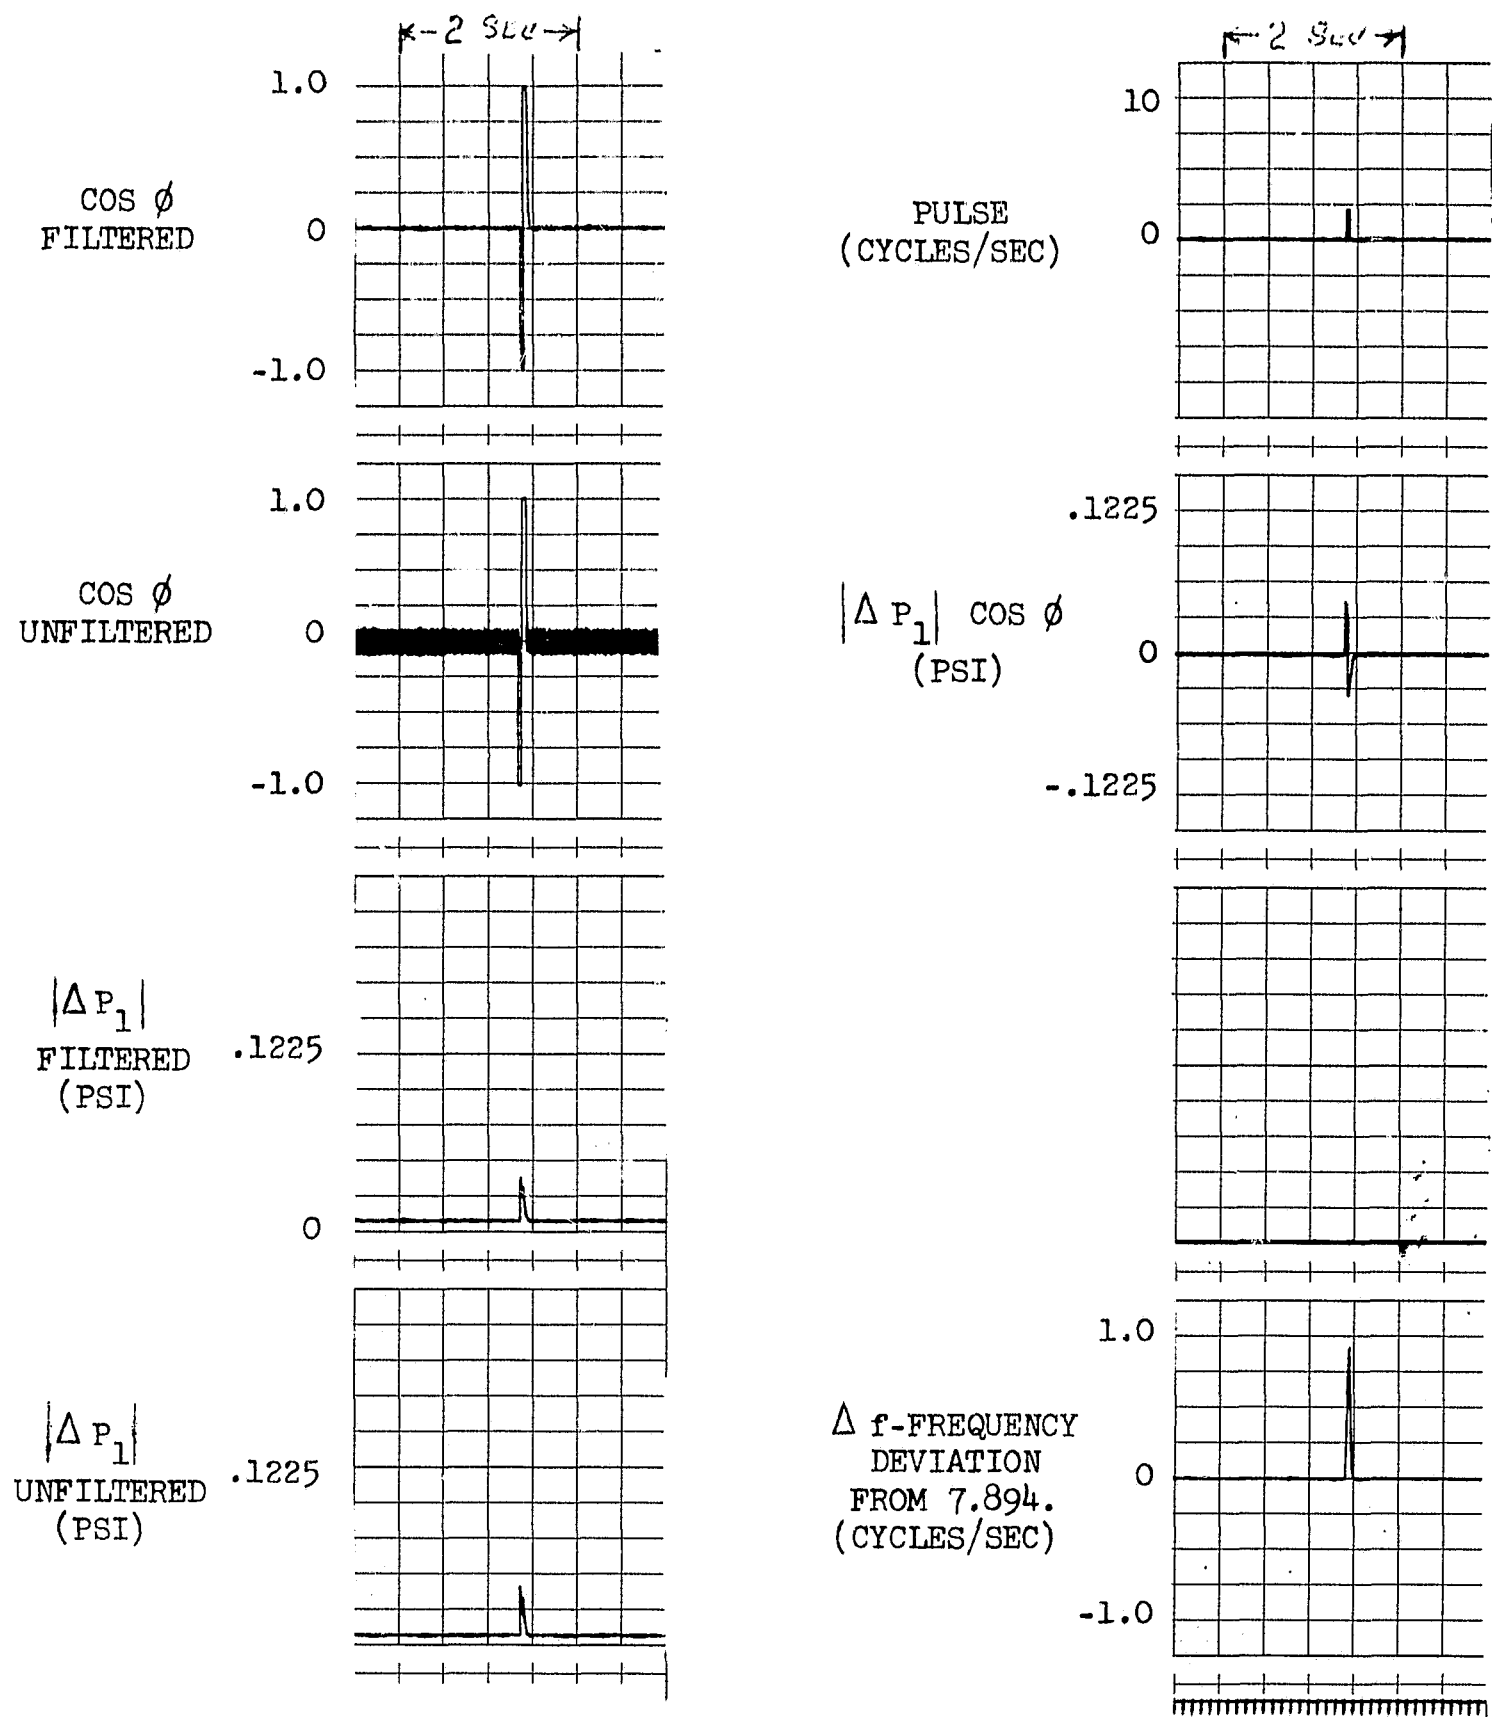 2 Sec
1.0
COS ϕ
FILTERED
0
-1.0
1.0
COS ϕ
UNFILTERED
0
-1.0
|Δ P₁|
FILTERED
(PSI)
.1225
0
|Δ P₁|
UNFILTERED
(PSI)
.1225
2 Sec
10
PULSE
(CYCLES/SEC)
0
.1225
|Δ P₁| COS ϕ
(PSI)
0
-.1225
1.0
Δ f-FREQUENCY
DEVIATION
FROM 7.894.
(CYCLES/SEC)
0
-1.0